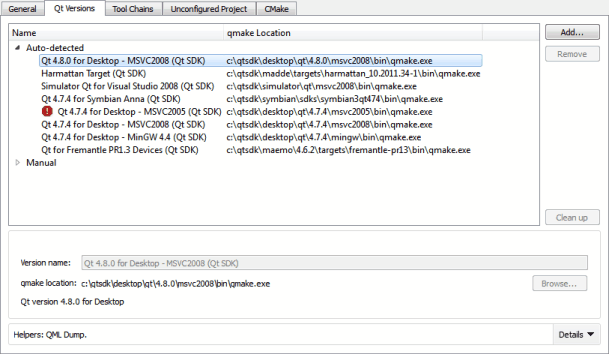 General Qt Versions Tool Chains Unconfigured Project CMake
Name qmake Location Add...
Auto-detected Remove
Qt 4.8.0 for Desktop - MSVC2008 (Qt SDK) c:\qtsdk\desktop\qt\4.8.0\msvc2008\bin\qmake.exe
Harmattan Target (Qt SDK) c:\qtsdk\madde\targets\harmattan_10.2011.34-1\bin\qmake.exe
Simulator Qt for Visual Studio 2008 (Qt SDK) c:\qtsdk\simulator\qt\msvc2008\bin\qmake.exe
Qt 4.7.4 for Symbian Anna (Qt SDK) c:\qtsdk\symbian\sdks\symbian3qt474\bin\qmake.exe
Qt 4.7.4 for Desktop - MSVC2005 (Qt SDK) c:\qtsdk\desktop\qt\4.7.4\msvc2005\bin\qmake.exe
Qt 4.7.4 for Desktop - MSVC2008 (Qt SDK) c:\qtsdk\desktop\qt\4.7.4\msvc2008\bin\qmake.exe
Qt 4.7.4 for Desktop - MinGW 4.4 (Qt SDK) c:\qtsdk\desktop\qt\4.7.4\mingw\bin\qmake.exe
Qt for Fremantle PR1.3 Devices (Qt SDK) c:\qtsdk\maemo\4.6.2\targets\fremantle-pr13\bin\qmake.exe
Manual
Clean up
Version name: Qt 4.8.0 for Desktop - MSVC2008 (Qt SDK)
qmake location: c:\qtsdk\desktop\qt\4.8.0\msvc2008\bin\qmake.exe Browse...
Qt version 4.8.0 for Desktop
Helpers: QML Dump. Details